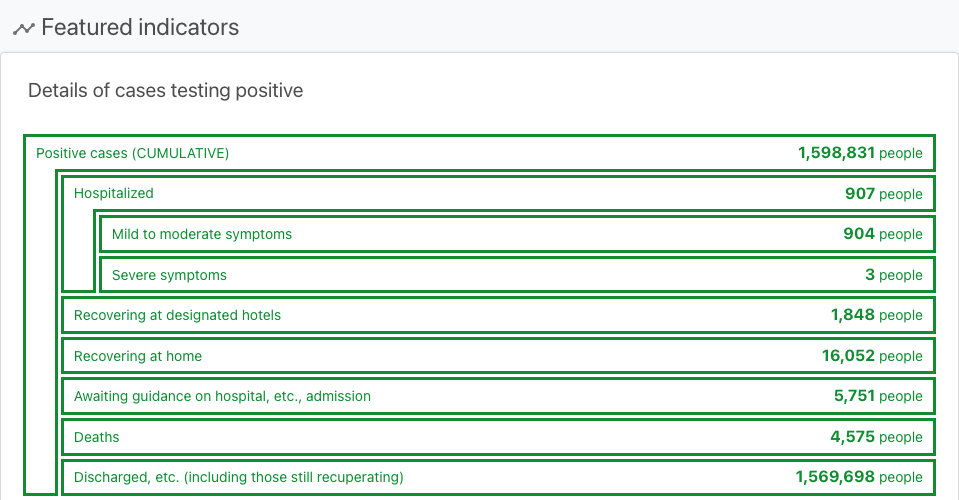 Featured indicators
Details of cases testing positive
Positive cases (CUMULATIVE) 1,598,831 people
Hospitalized 907 people
Mild to moderate symptoms 904 people
Severe symptoms 3 people
Recovering at designated hotels 1,848 people
Recovering at home 16,052 people
Awaiting guidance on hospital, etc., admission 5,751 people
Deaths 4,575 people
Discharged, etc. (including those still recuperating) 1,569,698 people